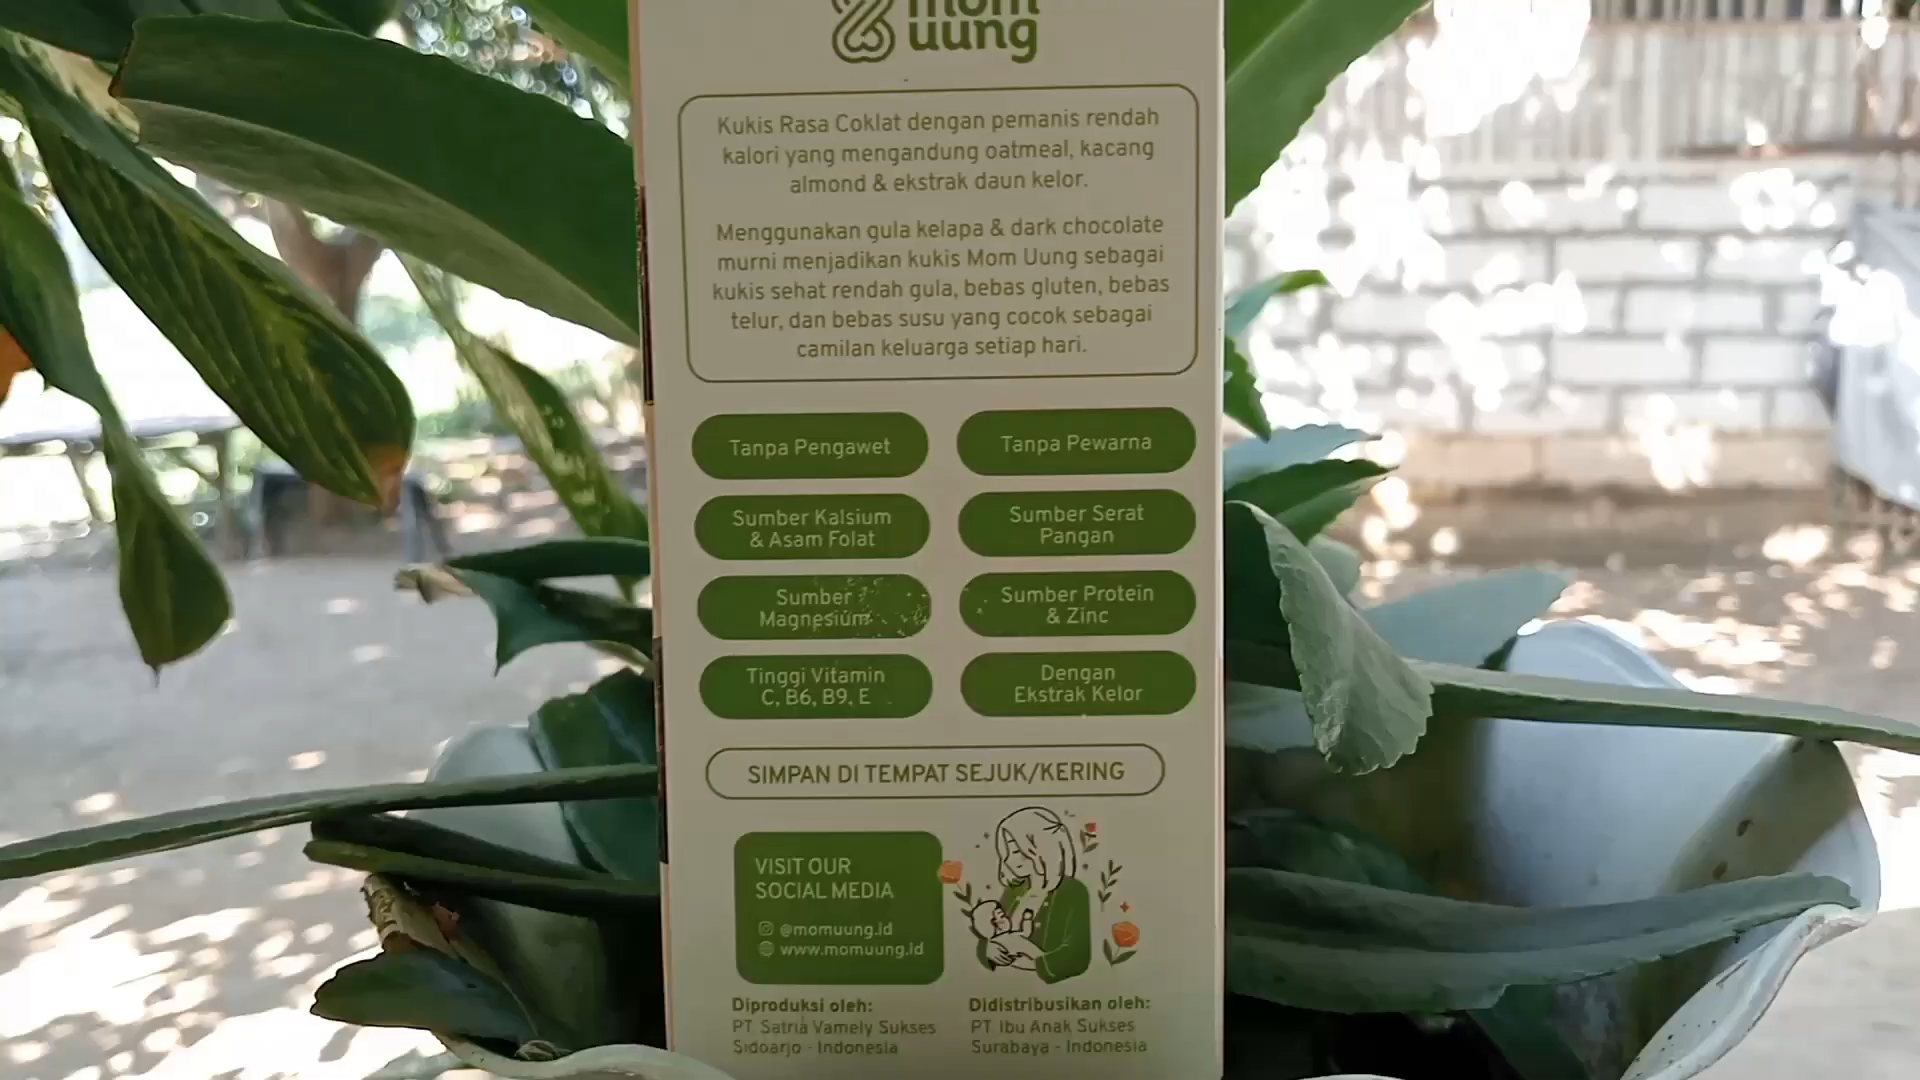 mom
uung
Kukis Rasa Coklat dengan pemanis rendah
kalori yang mengandung oatmeal, kacang
almond & ekstrak daun kelor.
Menggunakan gula kelapa & dark chocolate
murni menjadikan kukis Mom Uung sebagai
kukis sehat rendah gula, bebas gluten, bebas
telur, dan bebas susu yang cocok sebagai
camilan keluarga setiap hari.
Tanpa Pengawet
Tanpa Pewarna
Sumber Kalsium
& Asam Folat
Sumber Serat
Pangan
Sumber
Magnesium
Sumber Protein
& Zinc
Tinggi Vitamin
C, B6, B9, E
Dengan
Ekstrak Kelor
SIMPAN DI TEMPAT SEJUK/KERING
VISIT OUR
SOCIAL MEDIA
@momuung.id
www.momuung.id
Diproduksi oleh:
PT Satria Vamely Sukses
Sidoarjo - Indonesia
Didistribusikan oleh:
PT Ibu Anak Sukses
Surabaya - Indonesia